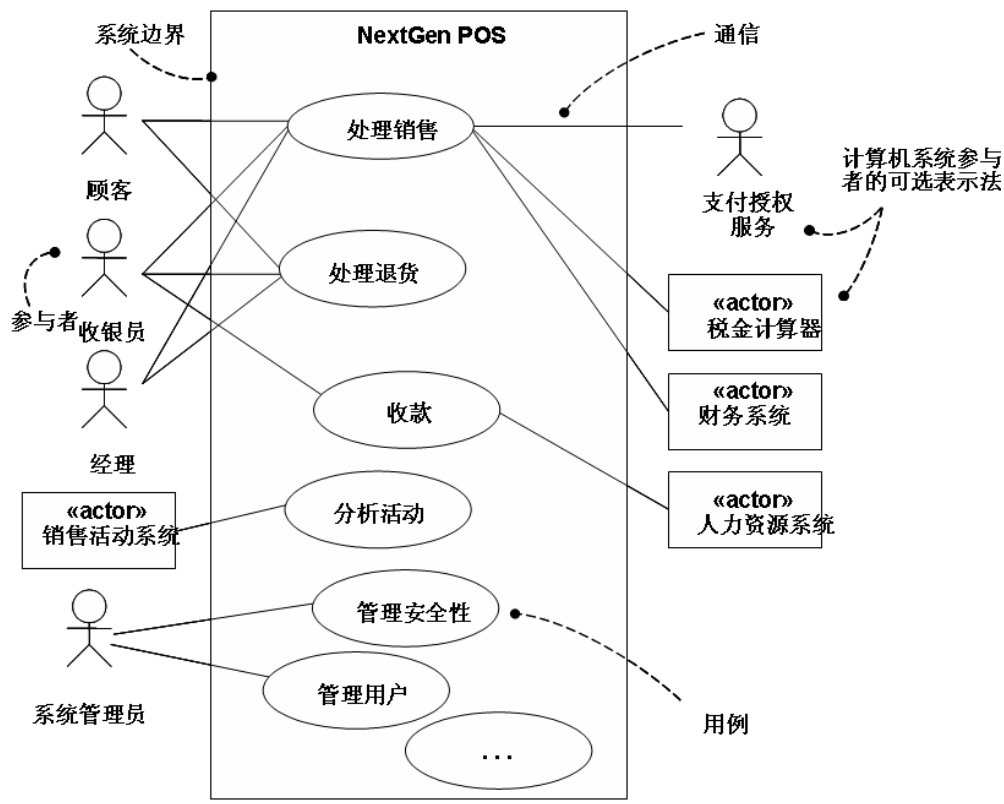 系统边界
NextGen POS
通信
处理销售
顾客
计算机系统参与
者的可选表示法
支付授权
服务
处理退货
参与者
收银员
«actor»
税金计算器
收款
«actor»
财务系统
经理
«actor»
销售活动系统
分析活动
«actor»
人力资源系统
管理安全性
管理用户
系统管理员
用例
...